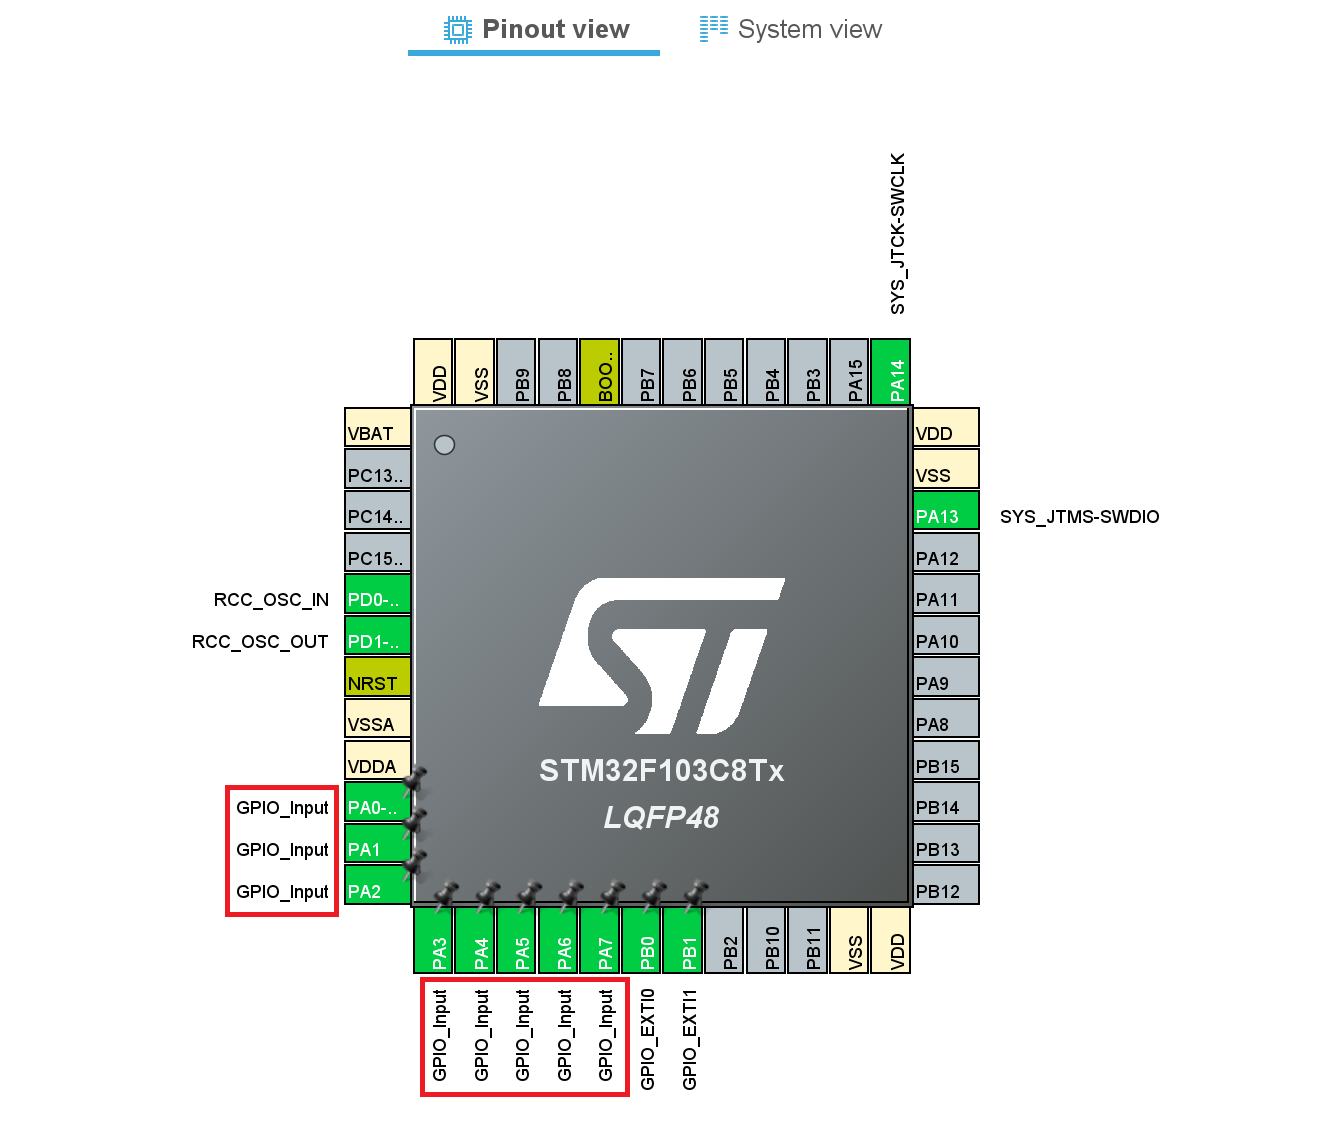 Pinout view
System view
SYS_JTCK-SWCLK
VDD
VSS
PB9
PB8
BOO..
PB7
PB6
PB5
PB4
PB3
PA15
PA14
VBAT
PC13..
PC14..
PC15..
RCC_OSC_IN PD0-..
RCC_OSC_OUT PD1-..
NRST
VSSA
VDDA
GPIO_Input PA0-..
GPIO_Input PA1
GPIO_Input PA2
ST
STM32F103C8Tx
LQFP48
VDD
VSS
PA13 SYS_JTMS-SWDIO
PA12
PA11
PA10
PA9
PA8
PB15
PB14
PB13
PB12
PA3
PA4
PA5
PA6
PA7
PB0
PB1
PB2
PB10
PB11
VSS
VDD
GPIO_Input
GPIO_Input
GPIO_Input
GPIO_Input
GPIO_Input
GPIO_EXTI0
GPIO_EXTI1